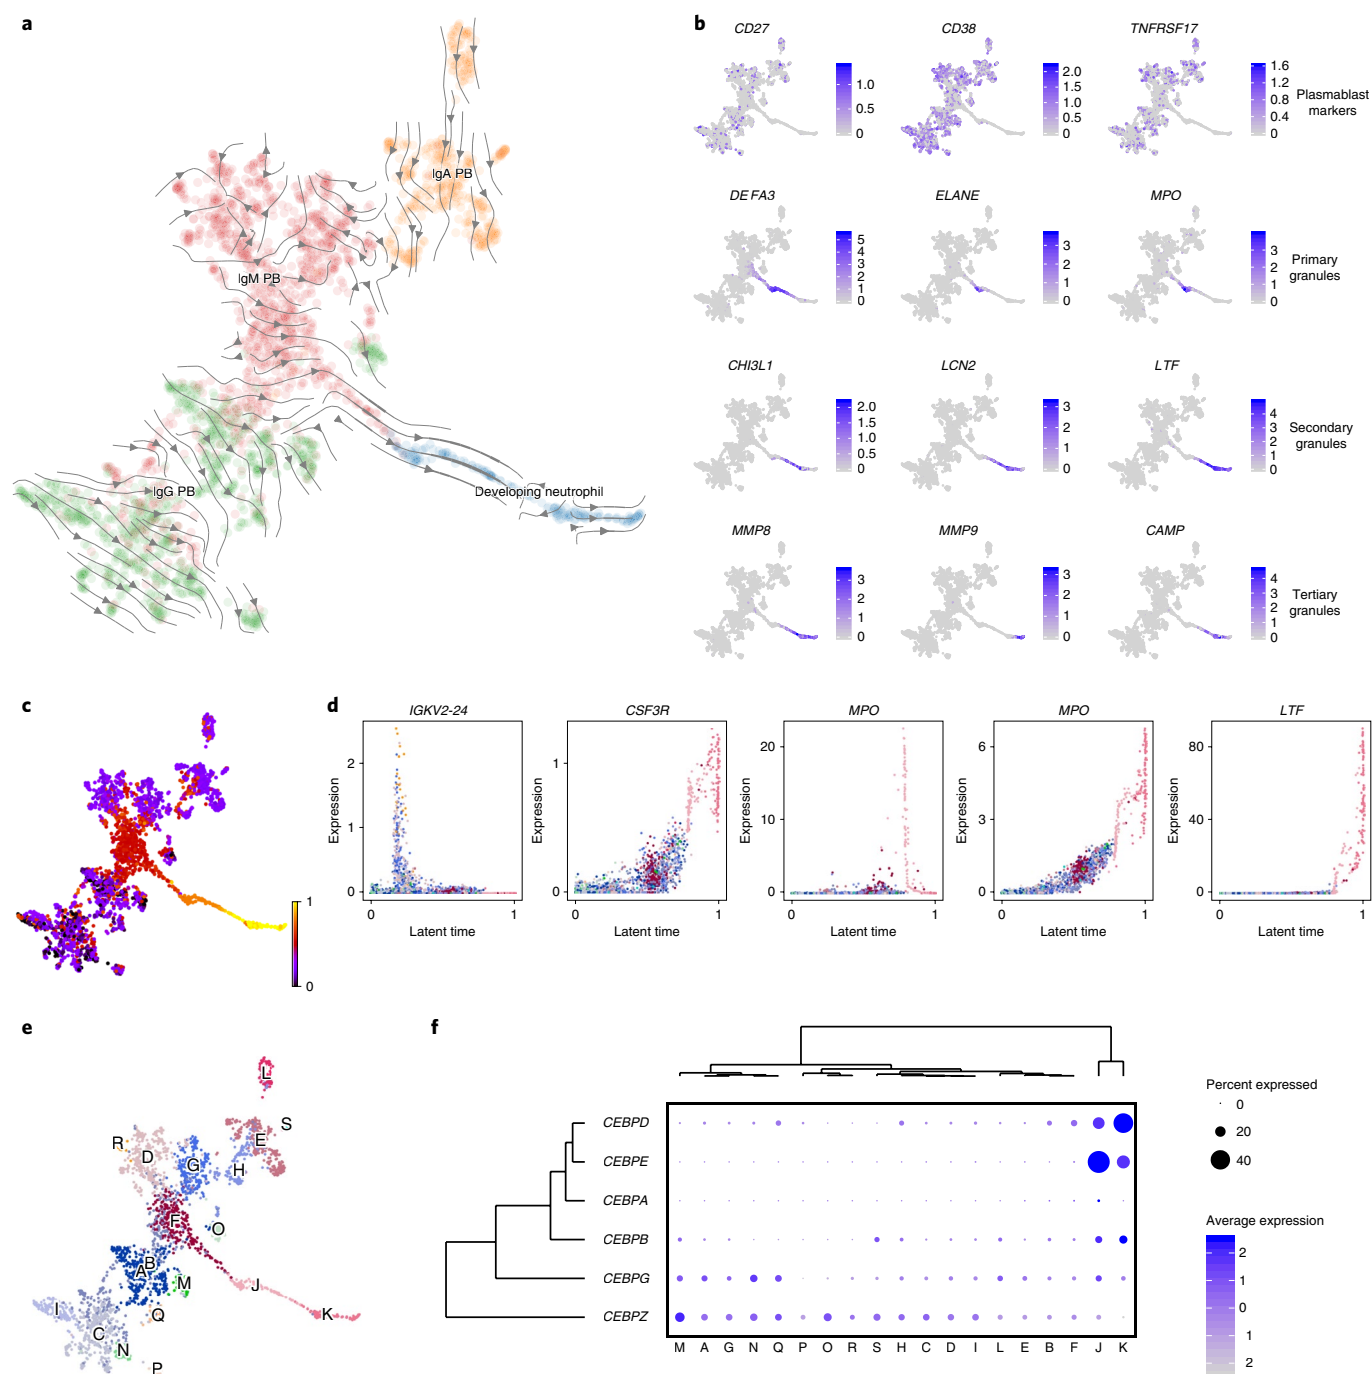 a
IgA PB
IgM PB
IgG PB
Developing neutrophil
b
CD27
CD38
TNFRSF17
1.0
0.5
0
2.0
1.5
1.0
0.5
0
1.6
1.2
0.8
0.4
0
Plasmablast
markers
DEFA3
ELANE
MPO
5
4
3
2
1
0
3
2
1
0
3
2
1
0
Primary
granules
CHI3L1
LCN2
LTF
2.0
1.5
1.0
0.5
0
3
2
1
0
4
3
2
1
0
Secondary
granules
MMP8
MMP9
CAMP
3
2
1
0
3
2
1
0
4
3
2
1
0
Tertiary
granules
c
1
0
d
IGKV2-24
CSF3R
MPO
MPO
LTF
Expression
2
1
0
0
1
Latent time
Expression
1
0
0
1
Latent time
Expression
20
10
0
0
1
Latent time
Expression
6
3
0
0
1
Latent time
Expression
80
40
0
0
1
Latent time
e
L
S
E
R
D
G
H
F
O
B
A
M
J
I
Q
K
C
N
P
f
CEBPD
CEBPE
CEBPA
CEBPB
CEBPG
CEBPZ
M A G N Q P O R S H C D I L E B F J K
Percent expressed
0
20
40
Average expression
2
1
0
1
2